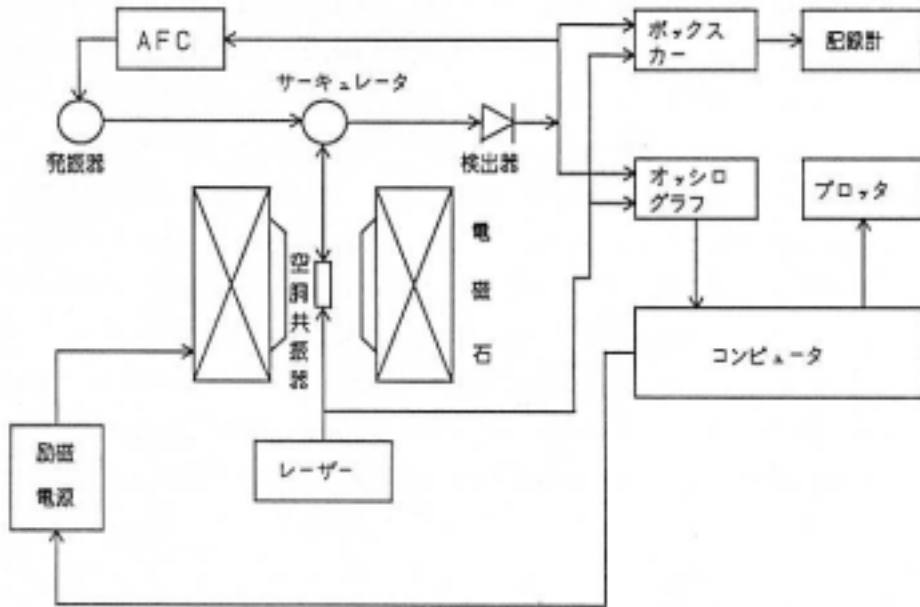 AFC
サーキュレータ
ボックス
カー
記録計
発振器
検出器
オッシロ
グラフ
プロッタ
空洞共振器
電磁石
コンピュータ
励磁
電源
レーザー